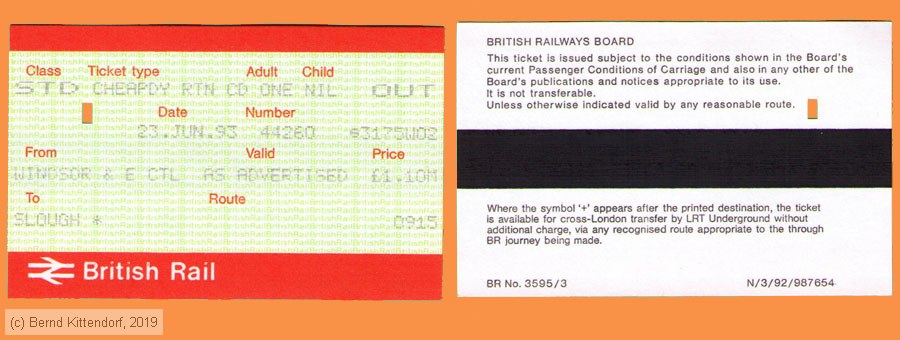 Class Ticket type Adult Child
STD CHEAPDY RTN CD ONE NIL OUT
Date Number
23.JUN.93 44260 3175W02
From Valid Price
WINDSOR & E CTL AS ADVERTISED £1.10M
To Route
SLOUGH * 0915
British Rail
(c) Bernd Kittendorf, 2019
BRITISH RAILWAYS BOARD
This ticket is issued subject to the conditions shown in the Board's
current Passenger Conditions of Carriage and also in any other of the
Board's publications and notices appropriate to its use.
It is not transferable.
Unless otherwise indicated valid by any reasonable route.
Where the symbol '+' appears after the printed destination, the ticket
is available for cross-London transfer by LRT Underground without
additional charge, via any recognised route appropriate to the through
BR journey being made.
BR No. 3595/3 N/3/92/987654